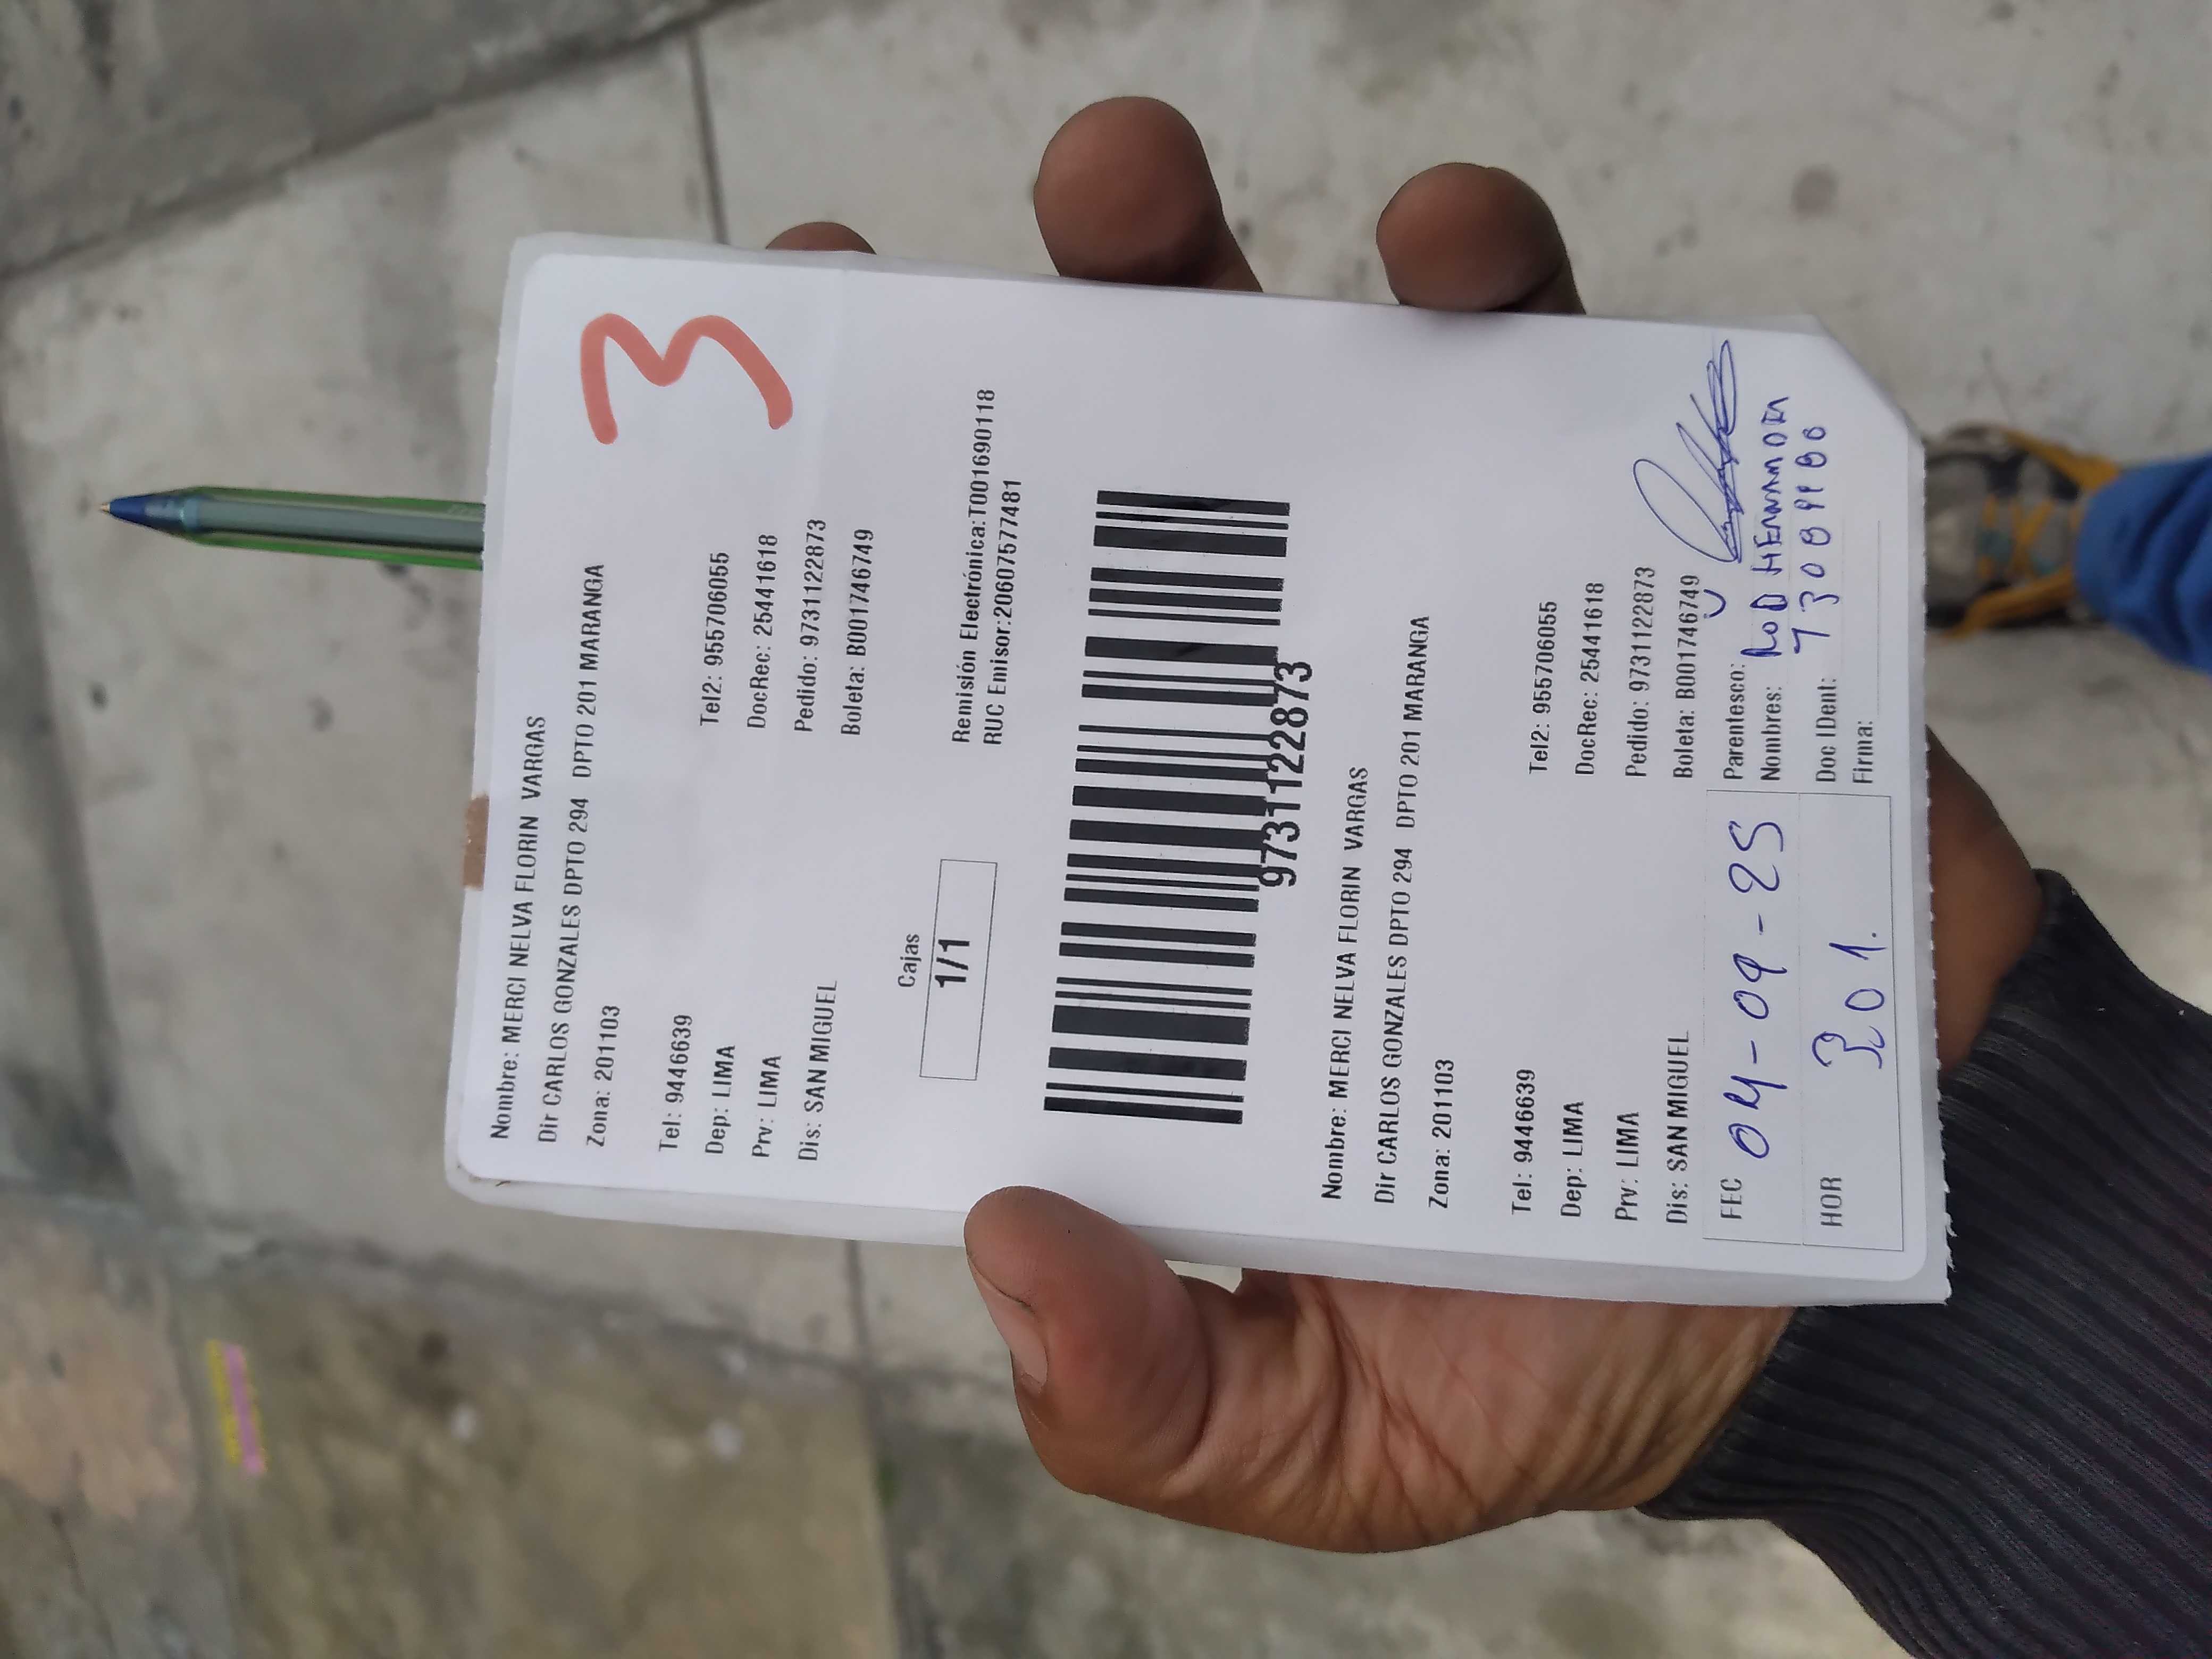 Nombre: MERCI NELVA FLORIN VARGAS
Dir CARLOS GONZALES DPTO 294 DPTO 201 MARANGA
Zona: 201103
3
Tel: 9446639 Tel2: 955706055
Dep: LIMA DocRec: 25441618
Prv: LIMA Pedido: 9731122873
Dis: SAN MIGUEL Boleta: B001746749
Cajas
1/1
Remisión Electrónica:T001690118
RUC Emisor:20607577481
9731122873
Nombre: MERCI NELVA FLORIN VARGAS
Dir CARLOS GONZALES DPTO 294 DPTO 201 MARANGA
Zona: 201103
Tel: 9446639 Tel2: 955706055
Dep: LIMA DocRec: 25441618
Prv: LIMA Pedido: 9731122873
Dis: SAN MIGUEL Boleta: B001746749
FEC 04-09-25 Parentesco:
Nombres:
HOR 301. Doc IDent:
Firma: